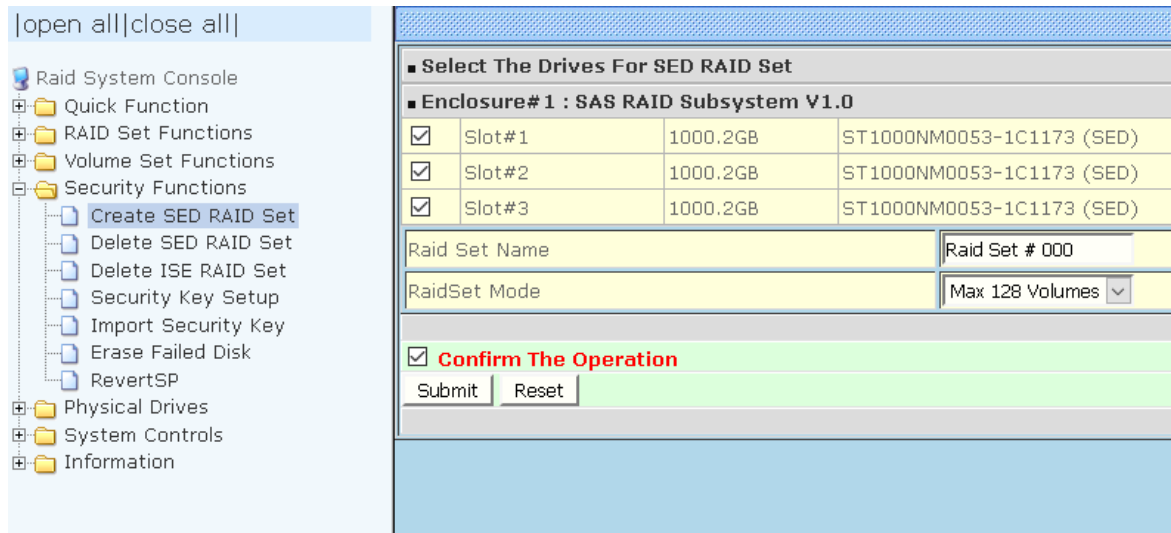 |open all|close all|
Raid System Console
Quick Function
RAID Set Functions
Volume Set Functions
Security Functions
Create SED RAID Set
Delete SED RAID Set
Delete ISE RAID Set
Security Key Setup
Import Security Key
Erase Failed Disk
RevertSP
Physical Drives
System Controls
Information
Select The Drives For SED RAID Set
Enclosure#1 : SAS RAID Subsystem V1.0
Slot#1 1000.2GB ST1000NM0053-1C1173 (SED)
Slot#2 1000.2GB ST1000NM0053-1C1173 (SED)
Slot#3 1000.2GB ST1000NM0053-1C1173 (SED)
Raid Set Name Raid Set # 000
RaidSet Mode Max 128 Volumes
Confirm The Operation
Submit Reset